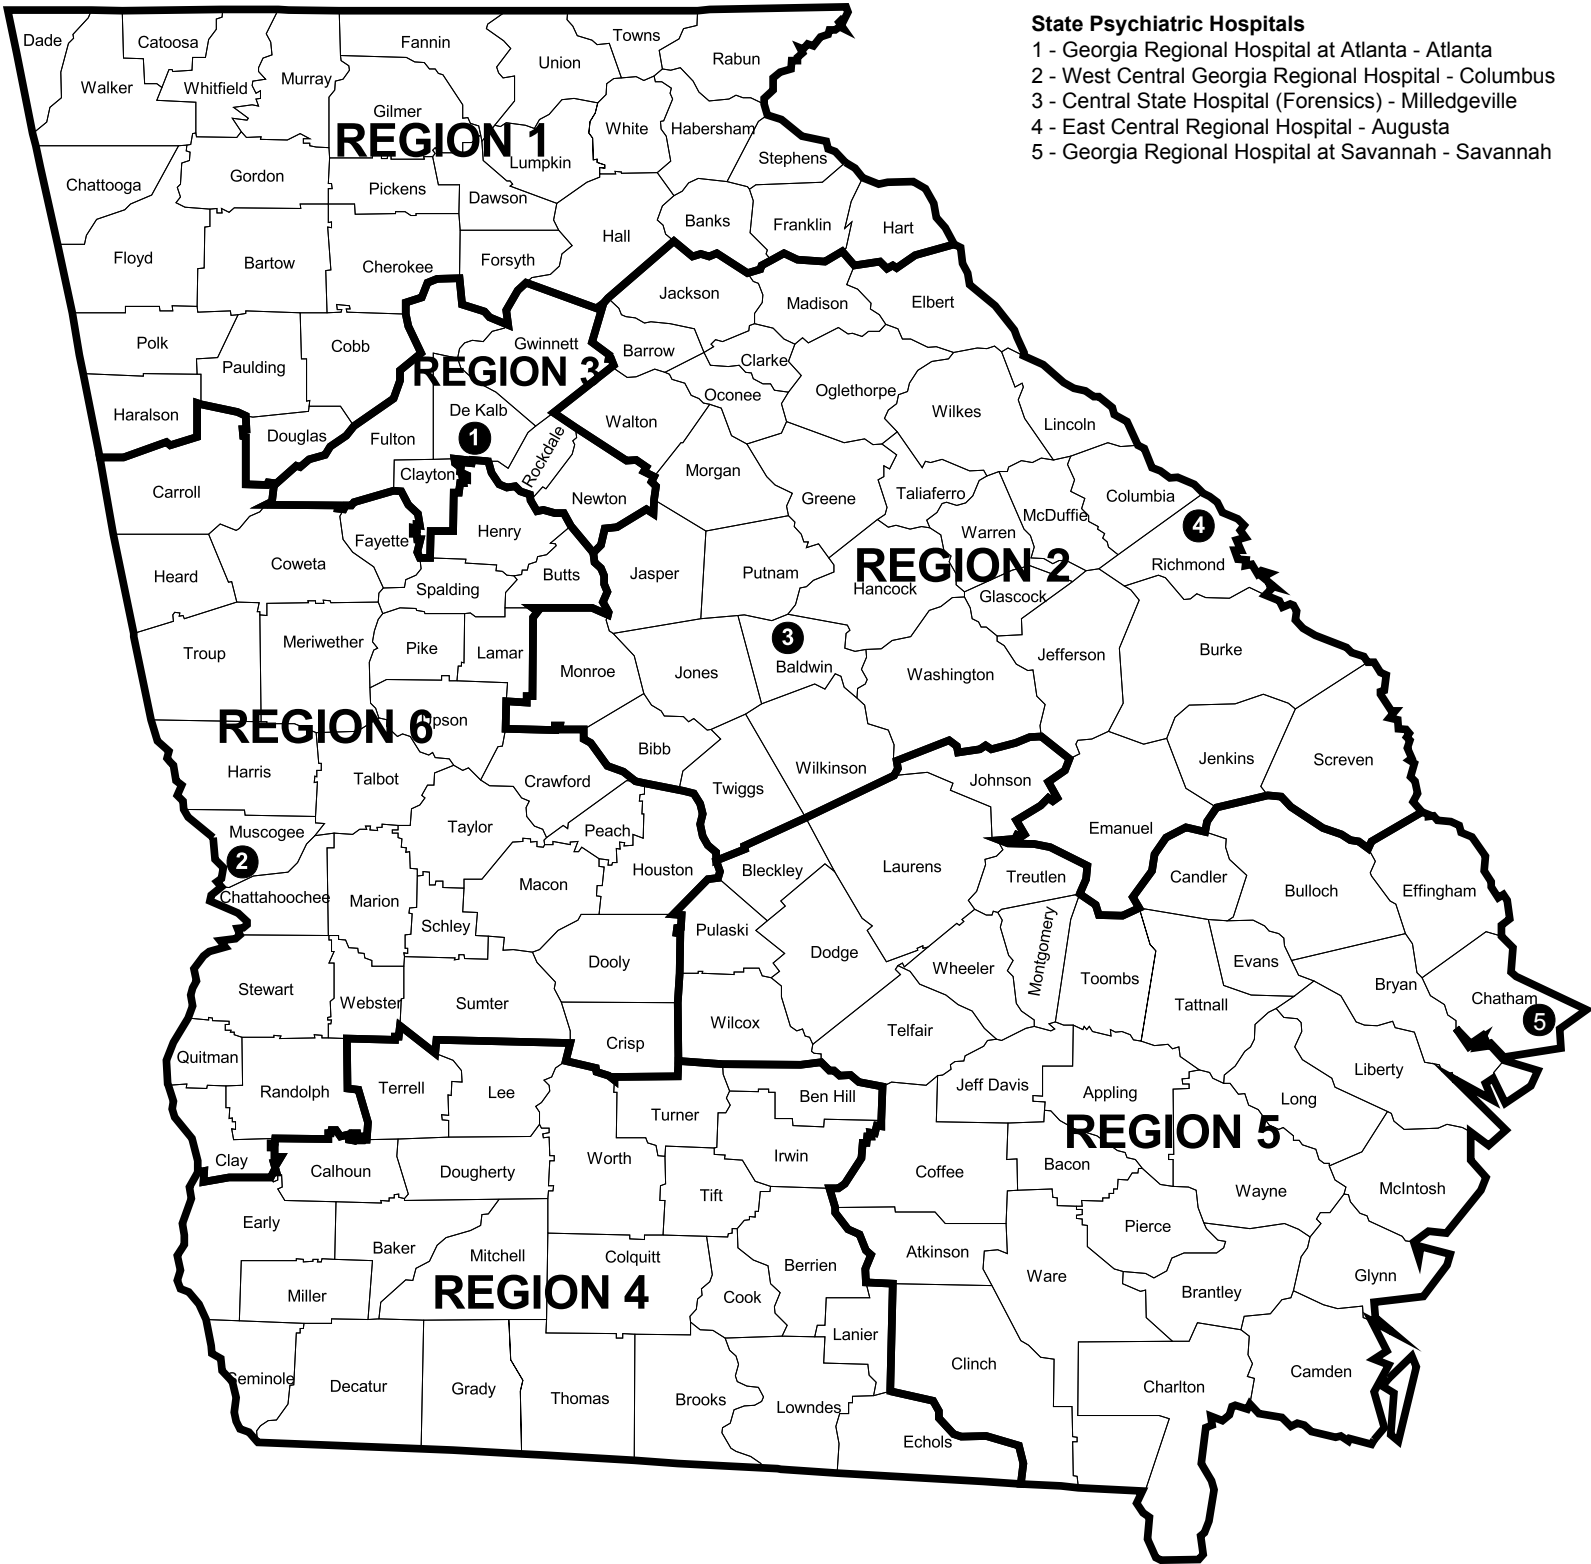 State Psychiatric Hospitals
1 - Georgia Regional Hospital at Atlanta - Atlanta
2 - West Central Georgia Regional Hospital - Columbus
3 - Central State Hospital (Forensics) - Milledgeville
4 - East Central Regional Hospital - Augusta
5 - Georgia Regional Hospital at Savannah - Savannah
Dade
Catoosa
Fannin
Towns
Union
Rabun
Walker
Whitfield
Murray
Gilmer
REGION 1
White
Habersham
Lumpkin
Stephens
Chattooga
Gordon
Pickens
Dawson
Banks
Franklin
Hart
Hall
Floyd
Bartow
Cherokee
Forsyth
Jackson
Madison
Elbert
Polk
Paulding
Cobb
Gwinnett
REGION 3
Barrow
Clarke
Oconee
Oglethorpe
Wilkes
Lincoln
Haralson
Douglas
Fulton
De Kalb
1
Rockdale
Walton
Morgan
Greene
Taliaferro
Columbia
McDuffie
4
Carroll
Clayton
Newton
Henry
Warren
REGION 2
Richmond
Fayette
Coweta
Heard
Spalding
Butts
Jasper
Putnam
Hancock
Glascock
3
Baldwin
Troup
Meriwether
Pike
Lamar
Monroe
Jones
Washington
Jefferson
Burke
REGION 6
Upson
Bibb
Twiggs
Wilkinson
Johnson
Jenkins
Screven
Harris
Talbot
Crawford
Taylor
Peach
Emanuel
Muscogee
2
Houston
Bleckley
Laurens
Treutlen
Candler
Bulloch
Effingham
Chattahoochee
Marion
Macon
Schley
Pulaski
Dodge
Montgomery
Dooly
Wheeler
Toombs
Tattnall
Evans
Bryan
Chatham
5
Stewart
Webster
Sumter
Wilcox
Telfair
Crisp
Quitman
Randolph
Terrell
Lee
Turner
Ben Hill
Jeff Davis
Appling
Long
Liberty
REGION 5
Clay
Calhoun
Dougherty
Worth
Irwin
Tift
Coffee
Bacon
Wayne
McIntosh
Early
Baker
Mitchell
Colquitt
Berrien
Atkinson
Pierce
Ware
Brantley
Glynn
REGION 4
Miller
Cook
Lanier
Clinch
Charlton
Camden
Seminole
Decatur
Grady
Thomas
Brooks
Lowndes
Echols